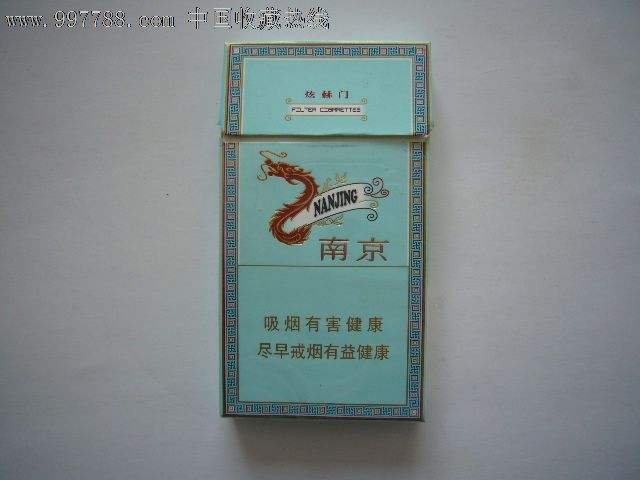 www.997788.com 中国收藏热线
炫赫门
FILTER CIGARETTES
NANJING
南京
吸烟有害健康
尽早戒烟有益健康